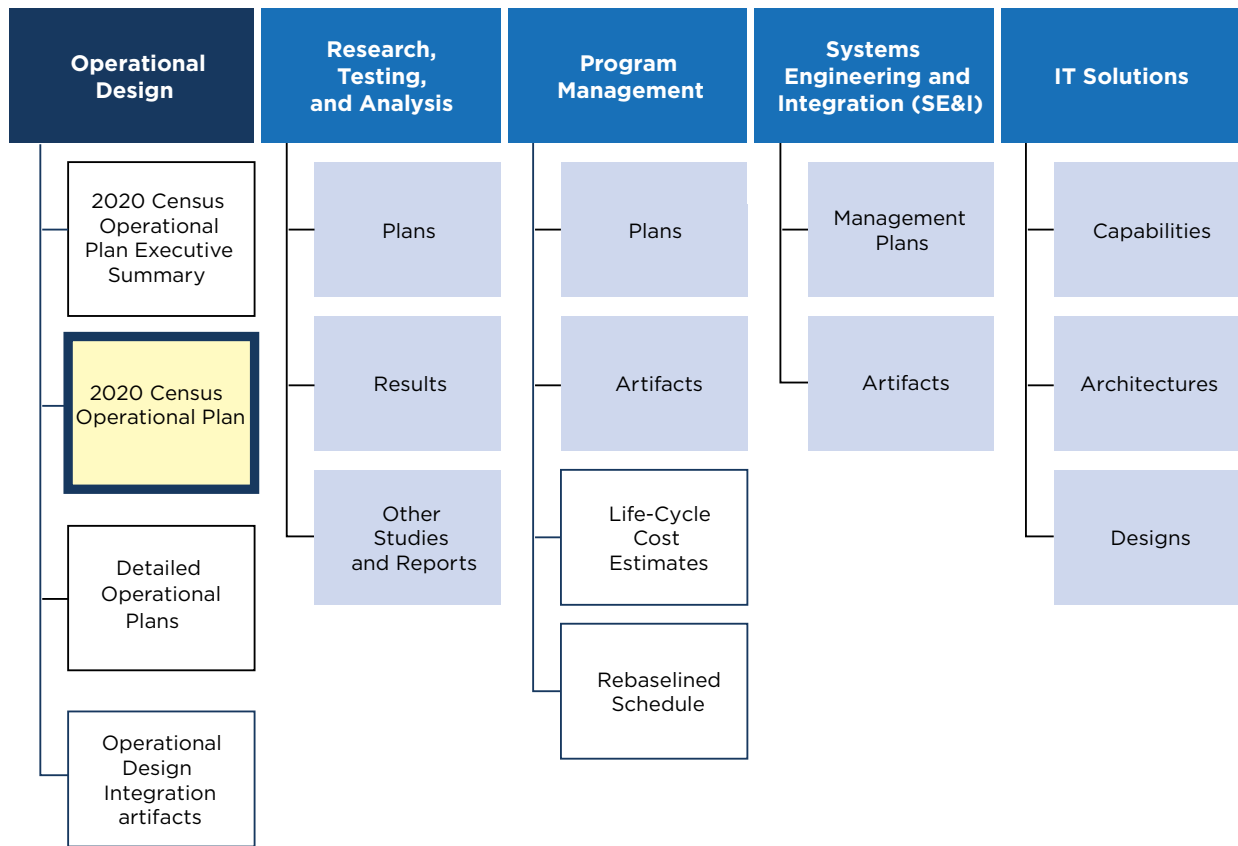 Operational
Design
2020 Census
Operational
Plan Executive
Summary
2020 Census
Operational Plan
Detailed
Operational
Plans
Operational
Design
Integration
artifacts
Research,
Testing,
and Analysis
Plans
Results
Other
Studies
and Reports
Program
Management
Plans
Artifacts
Life-Cycle
Cost
Estimates
Rebaselined
Schedule
Systems
Engineering and
Integration (SE&I)
Management
Plans
Artifacts
IT Solutions
Capabilities
Architectures
Designs